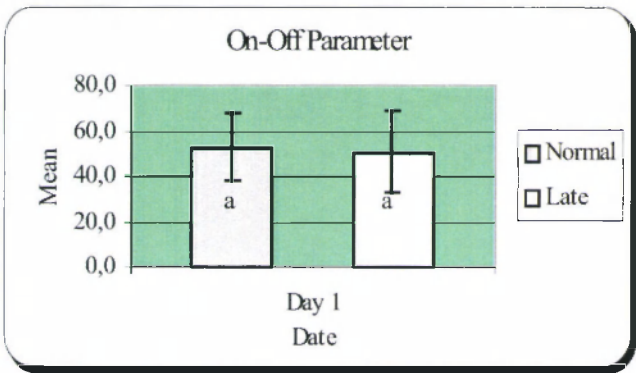 On-Off Parameter
80,0
60,0
40,0
20,0
0,0
Mean
a
a
Day 1
Date
Normal
Late